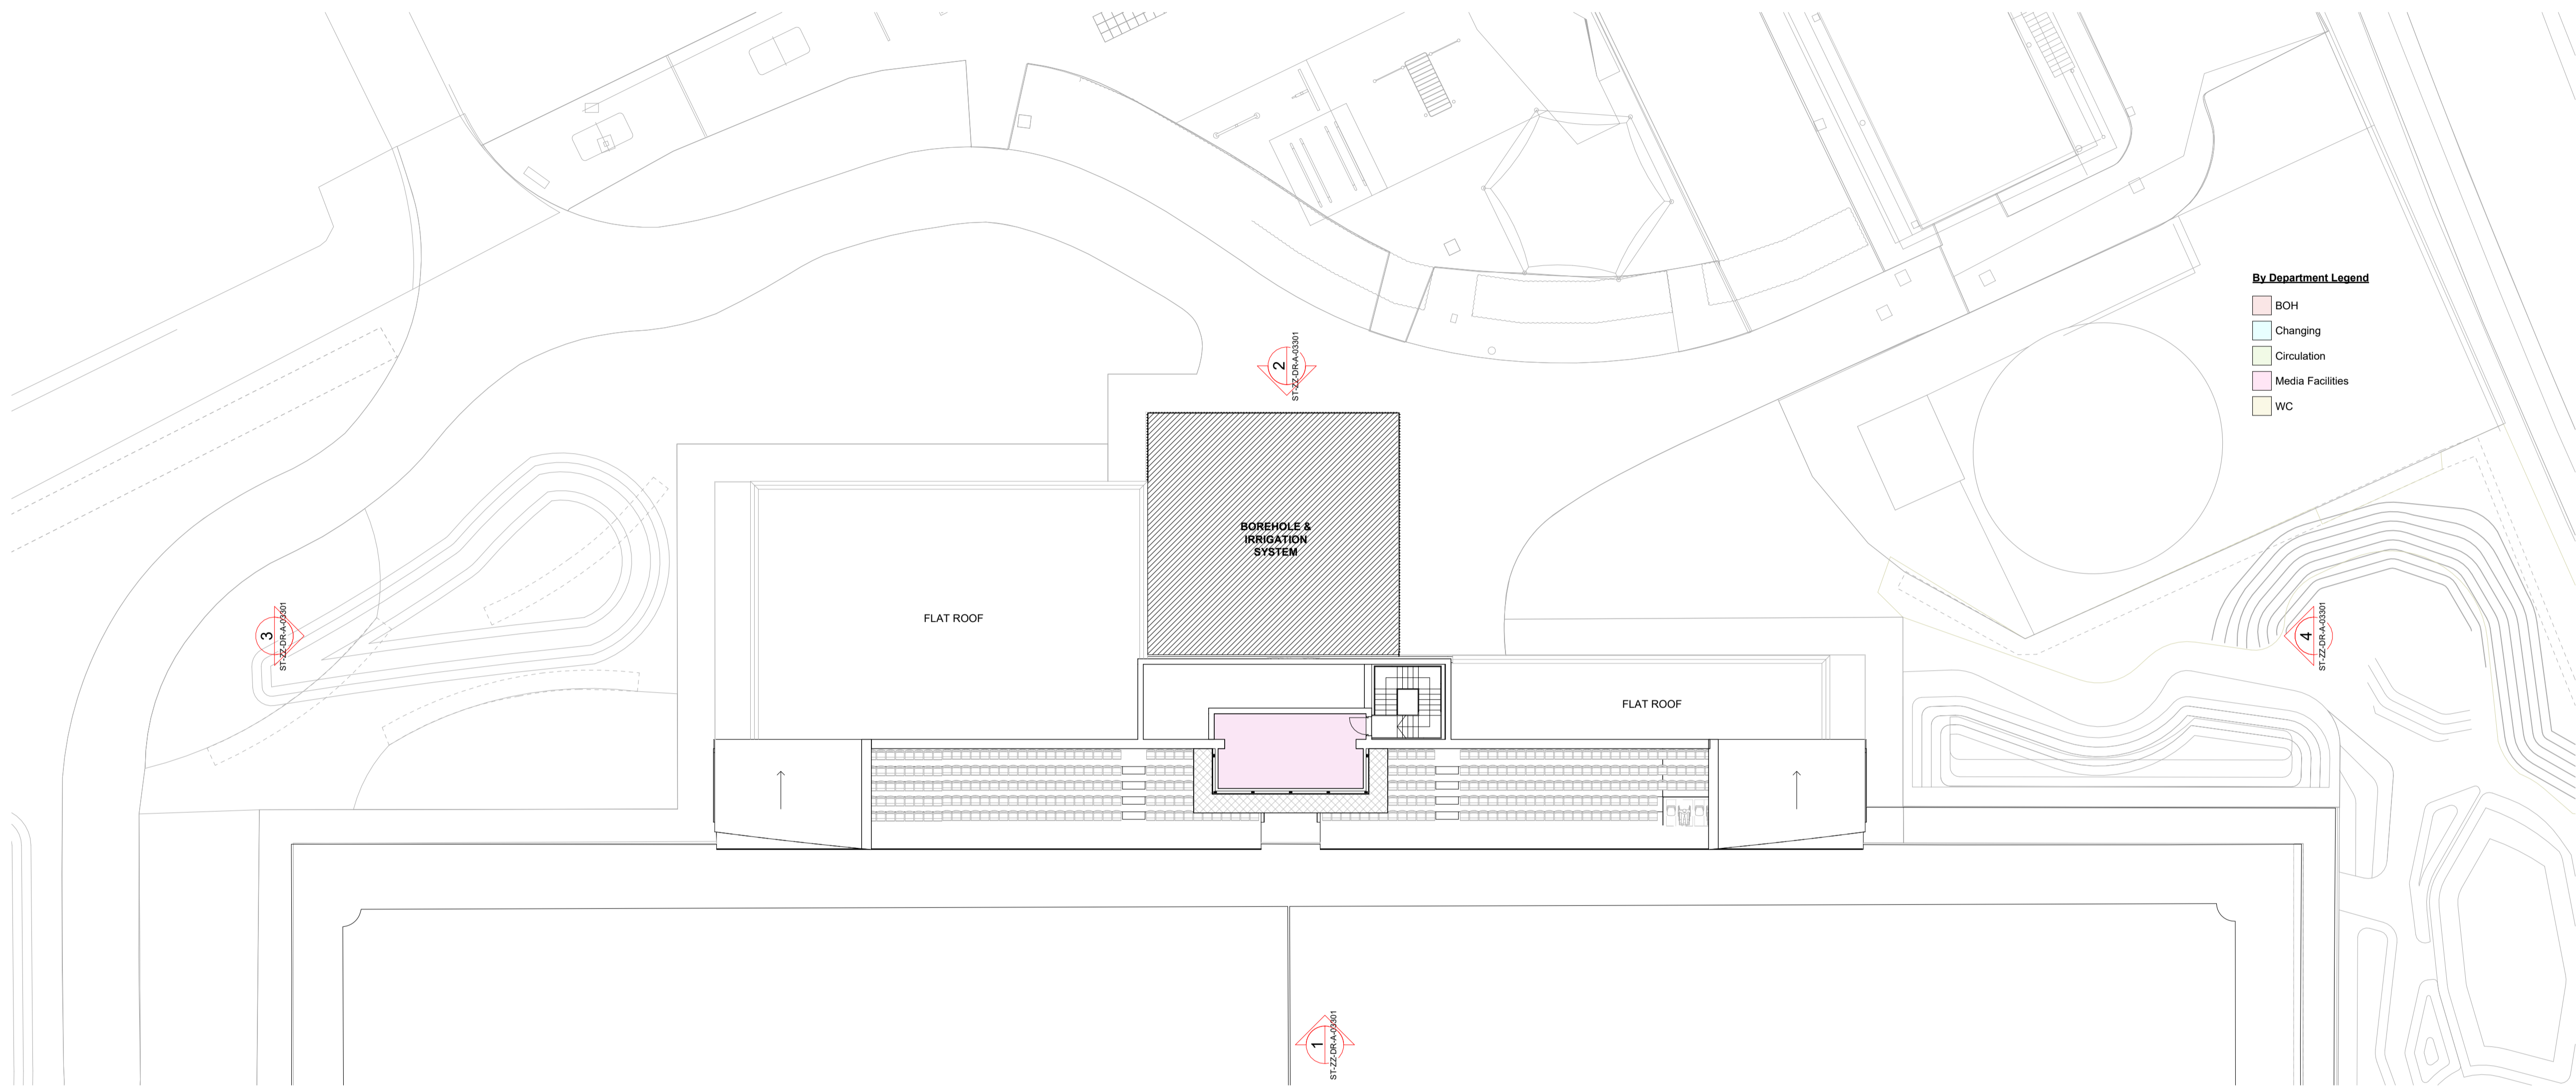 2
ST-ZZ-DR-A-03301
By Department Legend
BOH
Changing
Circulation
Media Facilities
WC
BOREHOLE &
IRRIGATION
SYSTEM
FLAT ROOF
3
ST-ZZ-DR-A-03301
4
ST-ZZ-DR-A-03301
FLAT ROOF
1
ST-ZZ-DR-A-03301